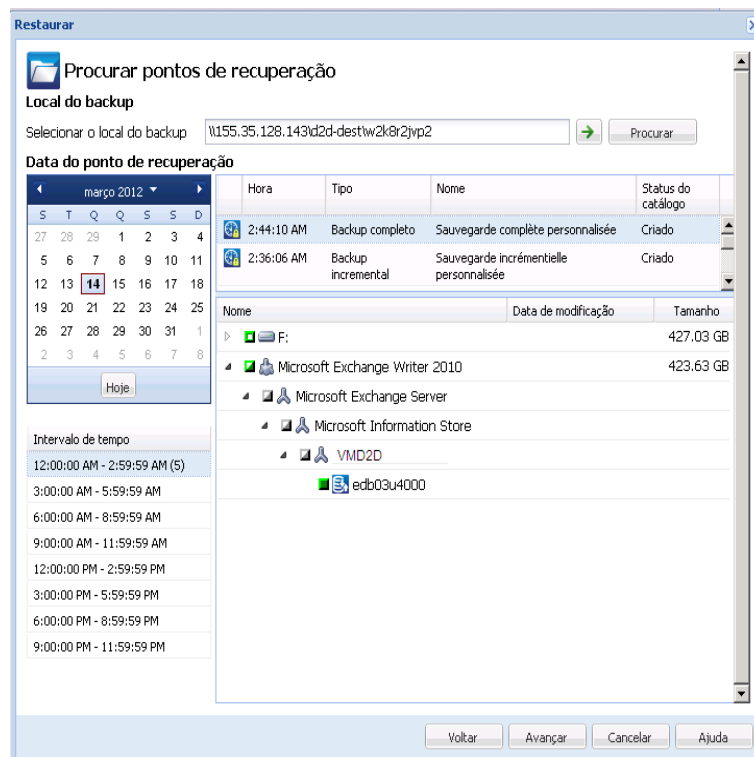 Restaurar
Procurar pontos de recuperação
Local do backup
Selecionar o local do backup \\155.35.128.143\d2d-dest\w2k8r2jvp2 Procurar
Data do ponto de recuperação
março 2012
S T Q Q S S D
27 28 29 1 2 3 4
5 6 7 8 9 10 11
12 13 14 15 16 17 18
19 20 21 22 23 24 25
26 27 28 29 30 31 1
2 3 4 5 6 7 8
Hoje
Hora Tipo Nome Status do
catálogo
2:44:10 AM Backup completo Sauvegarde complète personnalisée Criado
2:36:06 AM Backup
incremental Sauvegarde incrémentielle
personnalisée Criado
Intervalo de tempo
12:00:00 AM - 2:59:59 AM (5)
3:00:00 AM - 5:59:59 AM
6:00:00 AM - 8:59:59 AM
9:00:00 AM - 11:59:59 AM
12:00:00 PM - 2:59:59 PM
3:00:00 PM - 5:59:59 PM
6:00:00 PM - 8:59:59 PM
9:00:00 PM - 11:59:59 PM
Nome Data de modificação Tamanho
F: 427.03 GB
Microsoft Exchange Writer 2010 423.63 GB
Microsoft Exchange Server
Microsoft Information Store
VMD2D
edb03u4000
Voltar Avançar Cancelar Ajuda